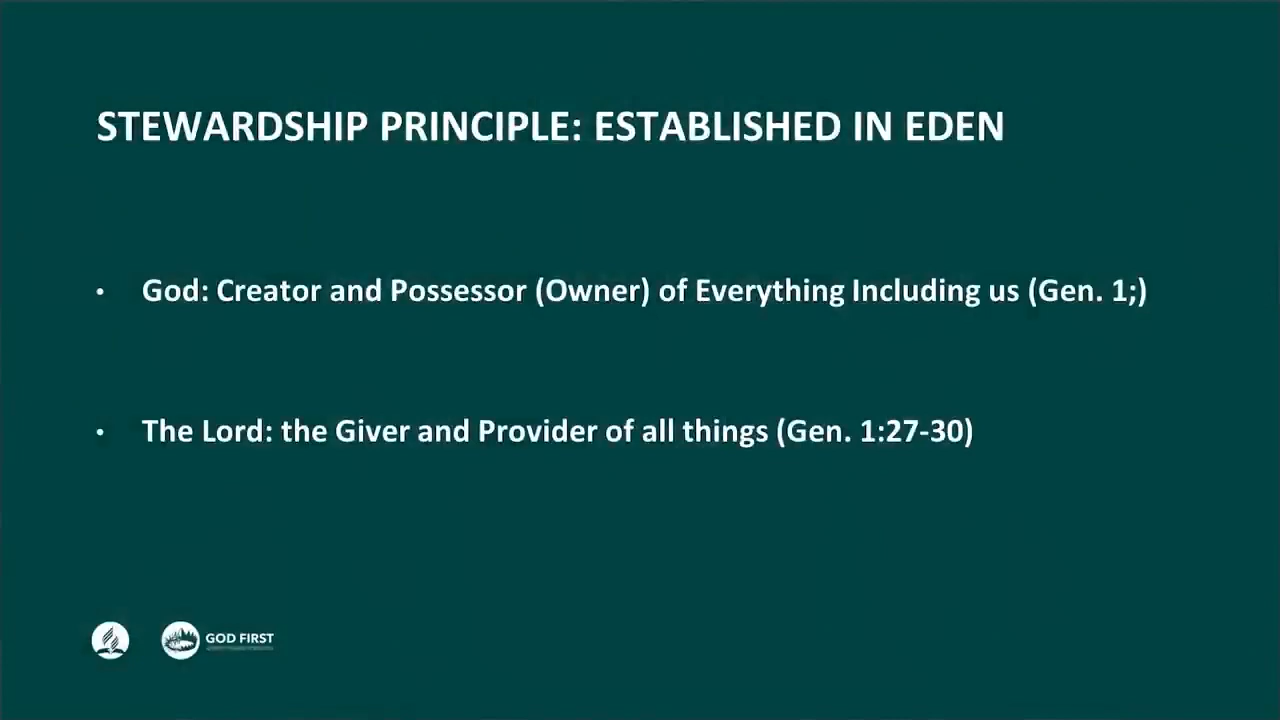 STEWARDSHIP PRINCIPLE: ESTABLISHED IN EDEN
• God: Creator and Possessor (Owner) of Everything Including us (Gen. 1;)
• The Lord: the Giver and Provider of all things (Gen. 1:27-30)
GOD FIRST